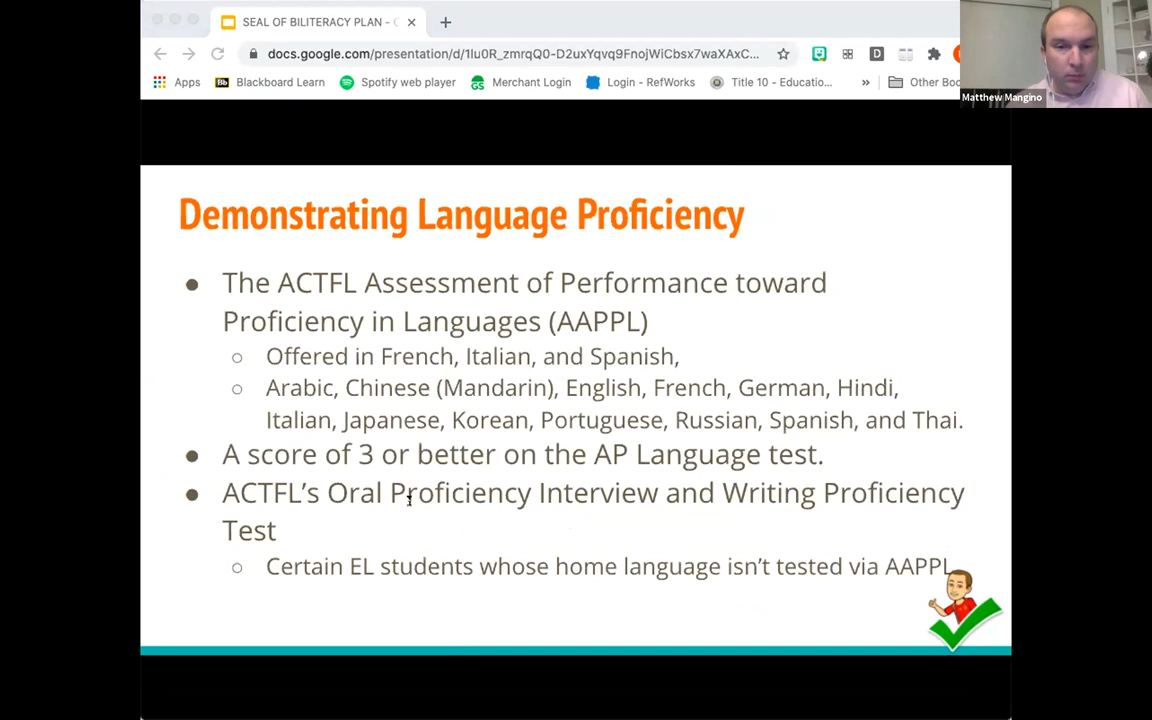 SEAL OF BILITERACY PLAN - 
docs.google.com/presentation/d/1Iu0R_zmrqQ0-D2uxYqvq9FnojWiCbsx7waXAxC...
Apps Blackboard Learn Spotify web player Merchant Login Login - RefWorks Title 10 - Educatio... » Other Boo
Matthew Mangino
Demonstrating Language Proficiency
● The ACTFL Assessment of Performance toward
Proficiency in Languages (AAPPL)
○ Offered in French, Italian, and Spanish,
○ Arabic, Chinese (Mandarin), English, French, German, Hindi,
Italian, Japanese, Korean, Portuguese, Russian, Spanish, and Thai.
● A score of 3 or better on the AP Language test.
● ACTFL's Oral Proficiency Interview and Writing Proficiency
Test
○ Certain EL students whose home language isn't tested via AAPPL